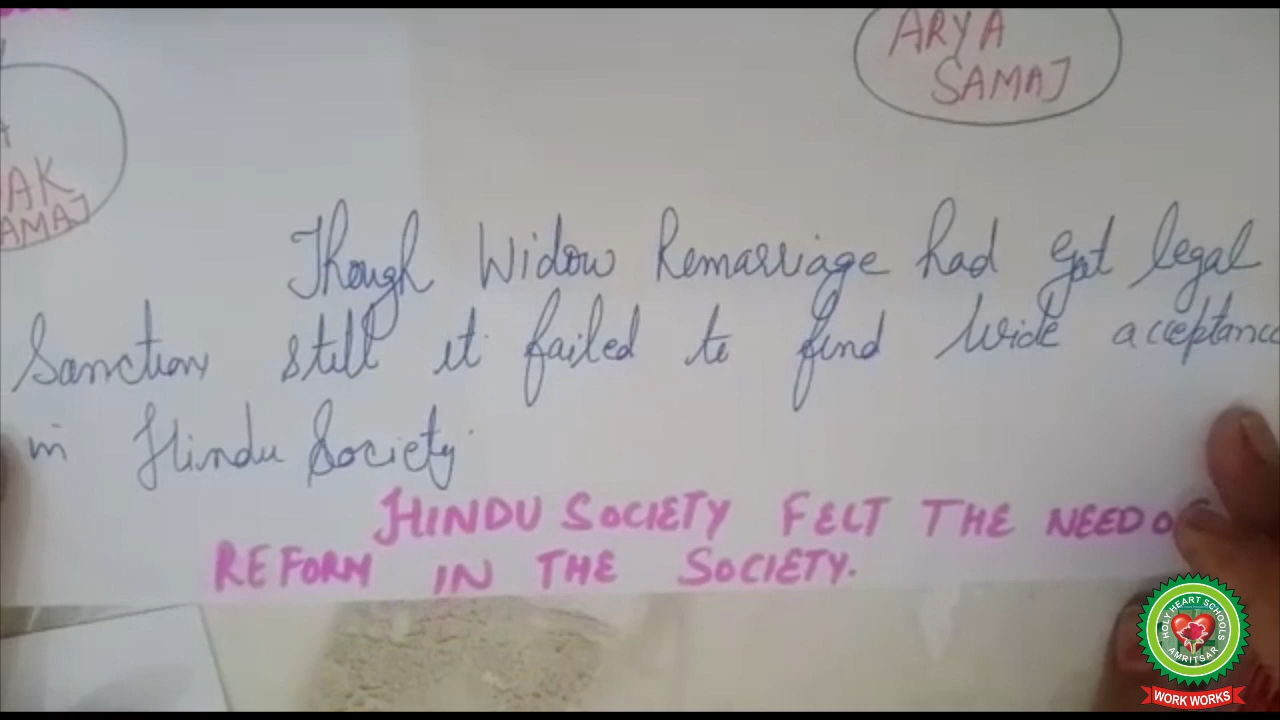 ARYA
SAMAJ
AK
AMAJ
Though Widow Remarriage had got legal
Sanction still it failed to find wide acceptance
in Hindu Society.
HINDU SOCIETY FELT THE NEED O
REFORM IN THE SOCIETY.
HOLY HEART SCHOOLS
AMRITSAR
WORK WORKS